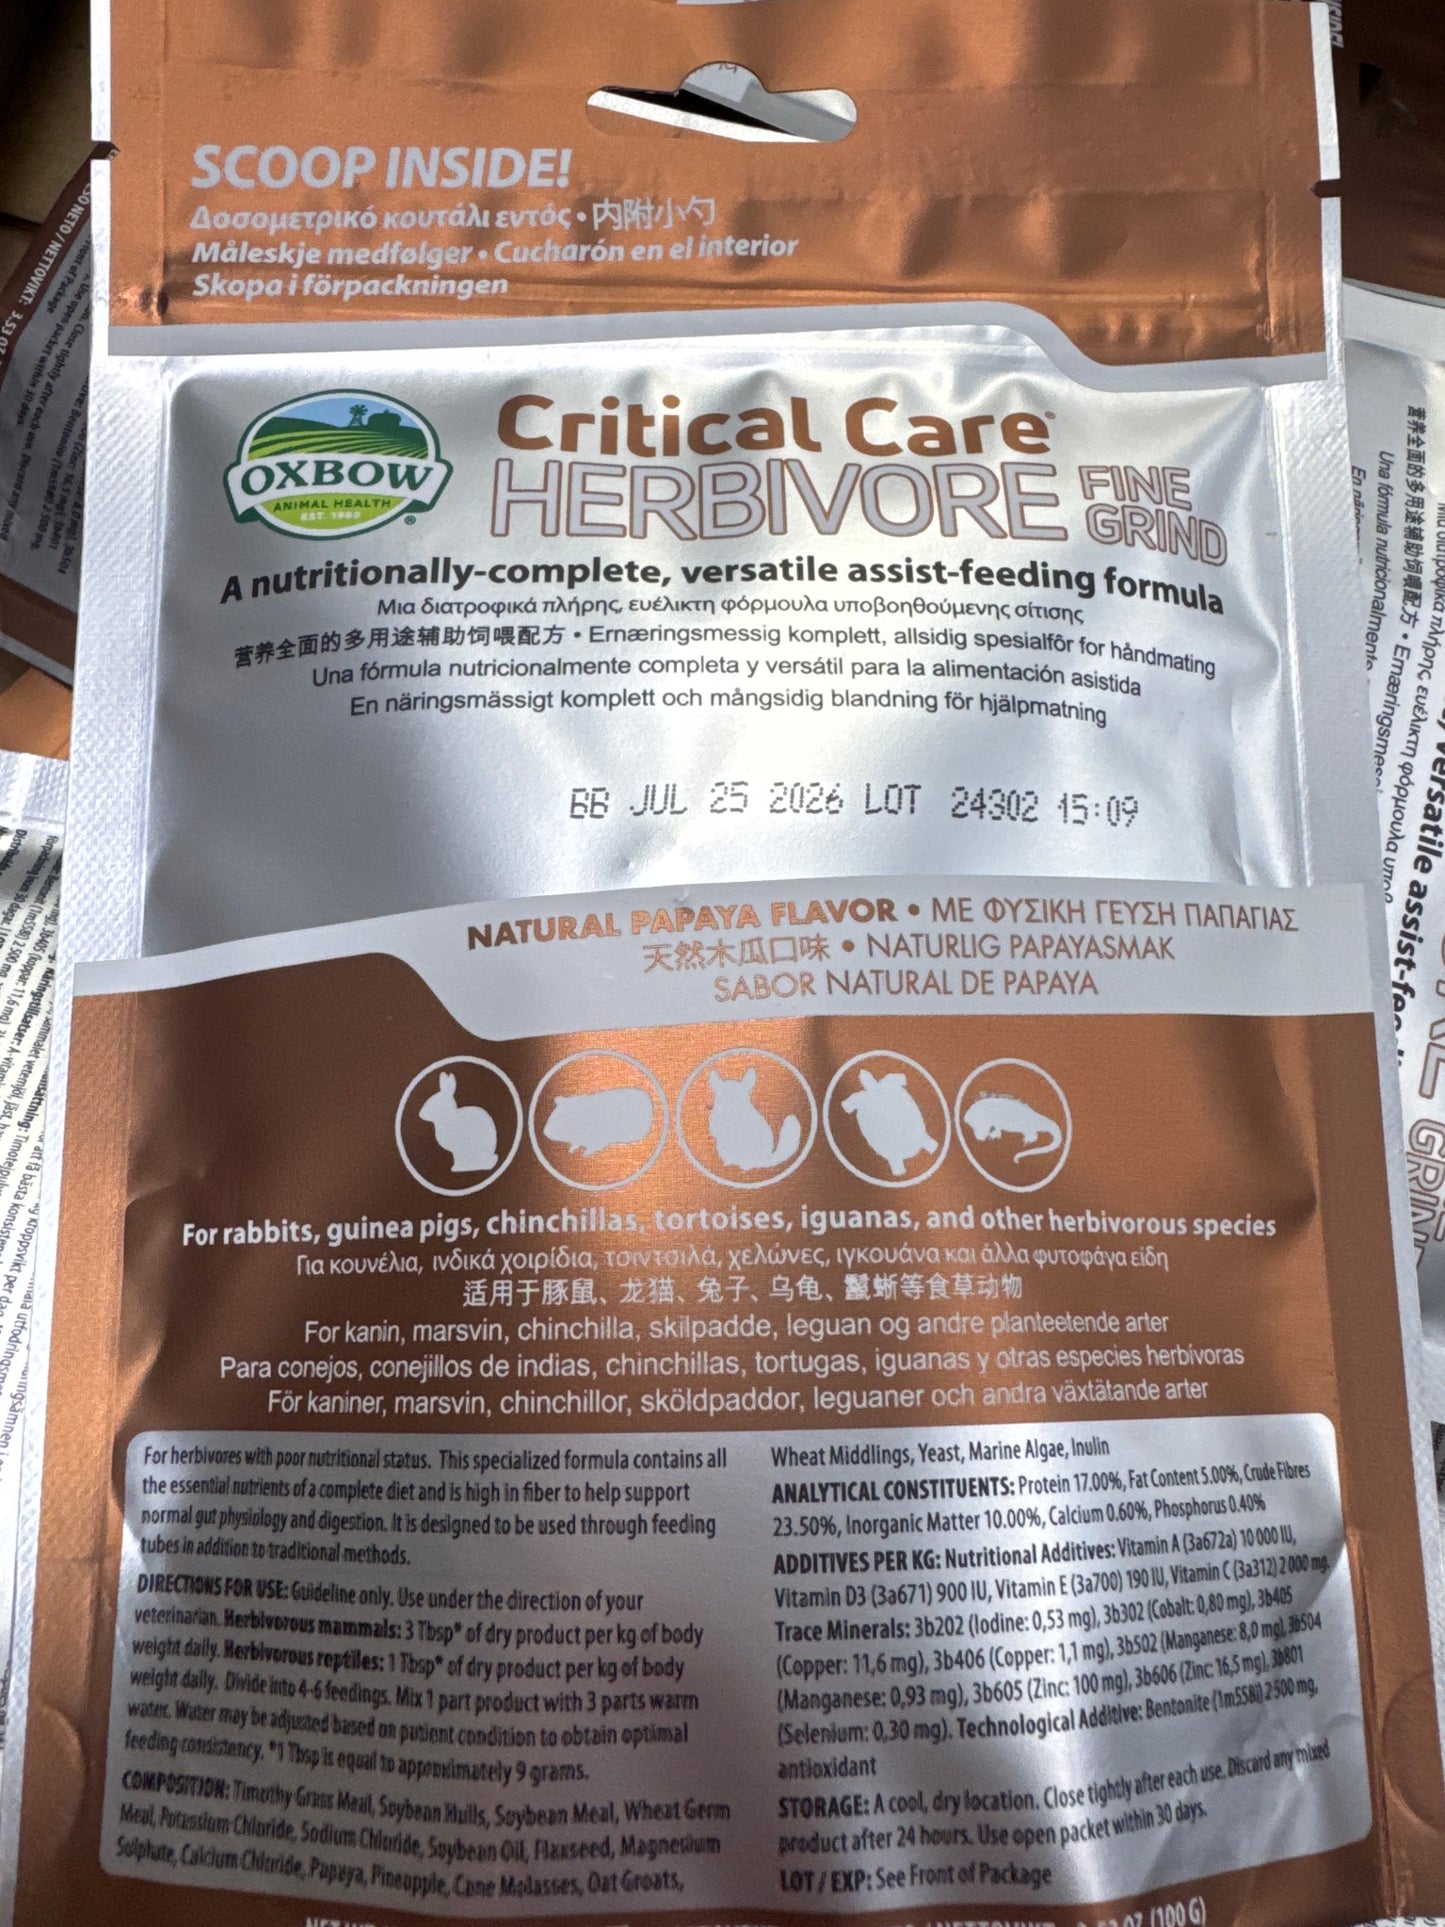 SCOOP INSIDE!
Δοσομετρικό κουτάλι εντός • 内附小勺
Måleskje medfølger • Cucharón en el interior
Skopa i förpackningen
OXBOW
ANIMAL HEALTH
EST. 1980
Critical Care®
HERBIVORE FINE GRIND
A nutritionally-complete, versatile assist-feeding formula
Μια διατροφικά πλήρης, ευέλικτη φόρμουλα υποβοηθούμενης σίτισης
营养全面的多用途辅助饲喂配方 • Ernæringsmessig komplett, allsidig spesialfôr for håndmating
Una fórmula nutricionalmente completa y versátil para la alimentación asistida
En näringsmässigt komplett och mångsidig blandning för hjälpmatning
BB JUL 25 2026 LOT 24302 15:09
NATURAL PAPAYA FLAVOR • ΜΕ ΦΥΣΙΚΗ ΓΕΥΣΗ ΠΑΠΑΓΙΑΣ
天然木瓜口味 • NATURLIG PAPAYASMAK
SABOR NATURAL DE PAPAYA
For rabbits, guinea pigs, chinchillas, tortoises, iguanas, and other herbivorous species
Για κουνέλια, ινδικά χοιρίδια, τσιντσιλά, χελώνες, ιγκουάνα και άλλα φυτοφάγα είδη
适用于豚鼠、龙猫、兔子、乌龟、鬣蜥等食草动物
For kanin, marsvin, chinchilla, skilpadde, leguan og andre planteetende arter
Para conejos, conejillos de indias, chinchillas, tortugas, iguanas y otras especies herbívoras
För kaniner, marsvin, chinchillor, sköldpaddor, leguaner och andra växtätande arter
For herbivores with poor nutritional status. This specialized formula contains all
the essential nutrients of a complete diet and is high in fiber to help support
normal gut physiology and digestion. It is designed to be used through feeding
tubes in addition to traditional methods.
DIRECTIONS FOR USE: Guideline only. Use under the direction of your
veterinarian. Herbivorous mammals: 3 Tbsp* of dry product per kg of body
weight daily. Herbivorous reptiles: 1 Tbsp* of dry product per kg of body
weight daily. Divide into 4-6 feedings. Mix 1 part product with 3 parts warm
water. Water may be adjusted based on patient condition to obtain optimal
feeding consistency. *1 Tbsp is equal to approximately 9 grams.
COMPOSITION: Timothy Grass Meal, Soybean Hulls, Soybean Meal, Wheat Germ
Meal, Potassium Chloride, Sodium Chloride, Soybean Oil, Flaxseed, Magnesium
Sulphate, Calcium Chloride, Papaya, Pineapple, Cane Molasses, Oat Groats,
Wheat Middlings, Yeast, Marine Algae, Inulin
ANALYTICAL CONSTITUENTS: Protein 17.00%, Fat Content 5.00%, Crude Fibres
23.50%, Inorganic Matter 10.00%, Calcium 0.60%, Phosphorus 0.40%
ADDITIVES PER KG: Nutritional Additives: Vitamin A (3a672a) 10 000 IU,
Vitamin D3 (3a671) 900 IU, Vitamin E (3a700) 190 IU, Vitamin C (3a312) 2 000 mg.
Trace Minerals: 3b202 (Iodine: 0,53 mg), 3b302 (Cobalt: 0,80 mg), 3b405
(Copper: 11,6 mg), 3b406 (Copper: 1,1 mg), 3b502 (Manganese: 8,0 mg), 3b504
(Manganese: 0,93 mg), 3b605 (Zinc: 100 mg), 3b606 (Zinc: 16,5 mg), 3b801
(Selenium: 0,30 mg). Technological Additive: Bentonite (1m558i) 2 500 mg,
antioxidant
STORAGE: A cool, dry location. Close tightly after each use. Discard any mixed
product after 24 hours. Use open packet within 30 days.
LOT / EXP: See Front of Package
(100 G)